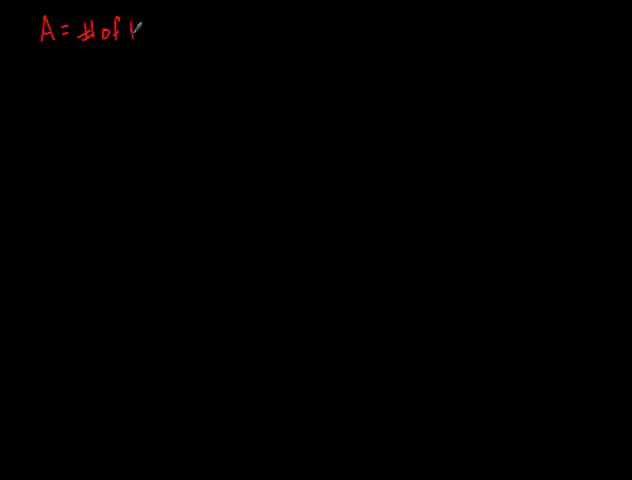 A = # of